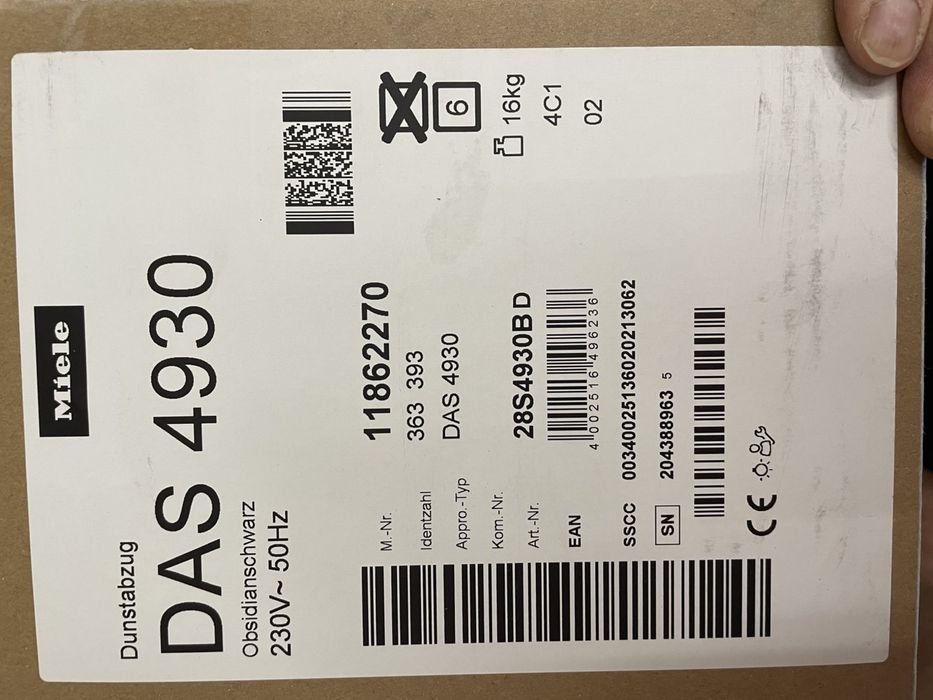 Miele
Dunstabzug
DAS 4930
Obsidianschwarz
230V~ 50Hz
6
16kg
4C1
02
M.-Nr. 11862270
Identzahl 363 393
Appro.-Typ DAS 4930
Kom.-Nr.
Art.-Nr. 28S4930B D
EAN 4 002516 496236
SSCC 00340025136020213062
SN 204388963 5
CE